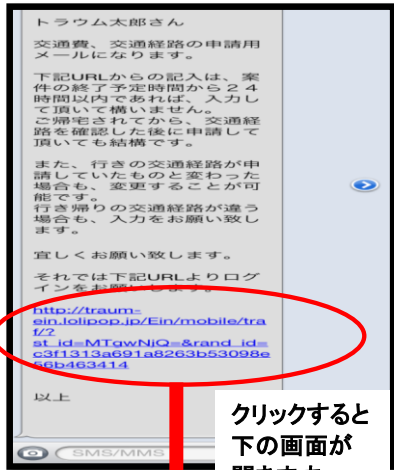 トラウム太郎さん
交通費、交通経路の申請用
メールになります。
下記URLからの記入は、案
件の終了予定時間から２４
時間以内であれば、入力し
て頂いて構いません。
ご帰宅されてから、交通経
路を確認した後に申請して
頂いても結構です。
また、行きの交通経路が申
請していたものと変わった
場合も、変更することが可
能です。
行き帰りの交通経路が違う
場合も、入力をお願い致し
ます。
宜しくお願い致します。
それでは下記URLよりログ
インをお願いします。
http://traum-
ein.lolipop.jp/Ein/mobile/tra
f/?
st_id=MTgwNjQ=&rand_id=
c3f1313a691a8263b53098e
56b463414
以上
SMS/MMS
クリックすると
下の画面が